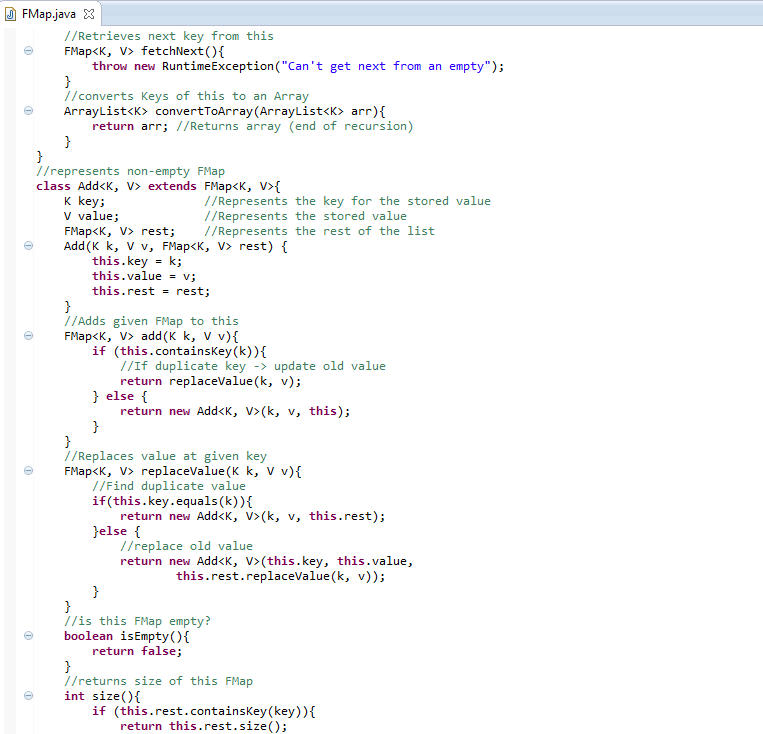 FMap.java
//Retrieves next key from this
FMap<K, V> fetchNext(){
throw new RuntimeException("Can't get next from an empty");
}
//converts Keys of this to an Array
ArrayList<K> convertToArray(ArrayList<K> arr){
return arr; //Returns array (end of recursion)
}
}
//represents non-empty FMap
class Add<K, V> extends FMap<K, V>{
K key; //Represents the key for the stored value
V value; //Represents the stored value
FMap<K, V> rest; //Represents the rest of the list
Add(K k, V v, FMap<K, V> rest) {
this.key = k;
this.value = v;
this.rest = rest;
}
//Adds given FMap to this
FMap<K, V> add(K k, V v){
if (this.containsKey(k)){
//If duplicate key -> update old value
return replaceValue(k, v);
} else {
return new Add<K, V>(k, v, this);
}
}
//Replaces value at given key
FMap<K, V> replaceValue(K k, V v){
//Find duplicate value
if(this.key.equals(k)){
return new Add<K, V>(k, v, this.rest);
}else {
//replace old value
return new Add<K, V>(this.key, this.value,
this.rest.replaceValue(k, v));
}
}
//is this FMap empty?
boolean isEmpty(){
return false;
}
//returns size of this FMap
int size(){
if (this.rest.containsKey(key)){
return this.rest.size();